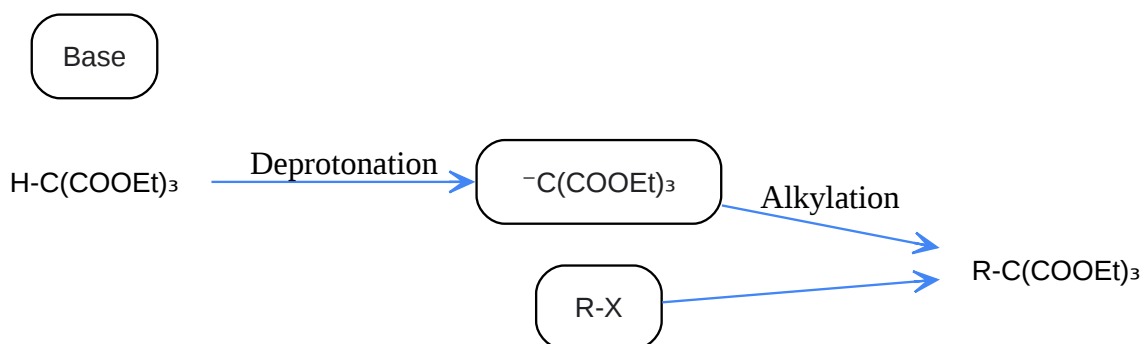 Base
H-C(COOEt)₃
Deprotonation
⁻C(COOEt)₃
Alkylation
R-X
R-C(COOEt)₃